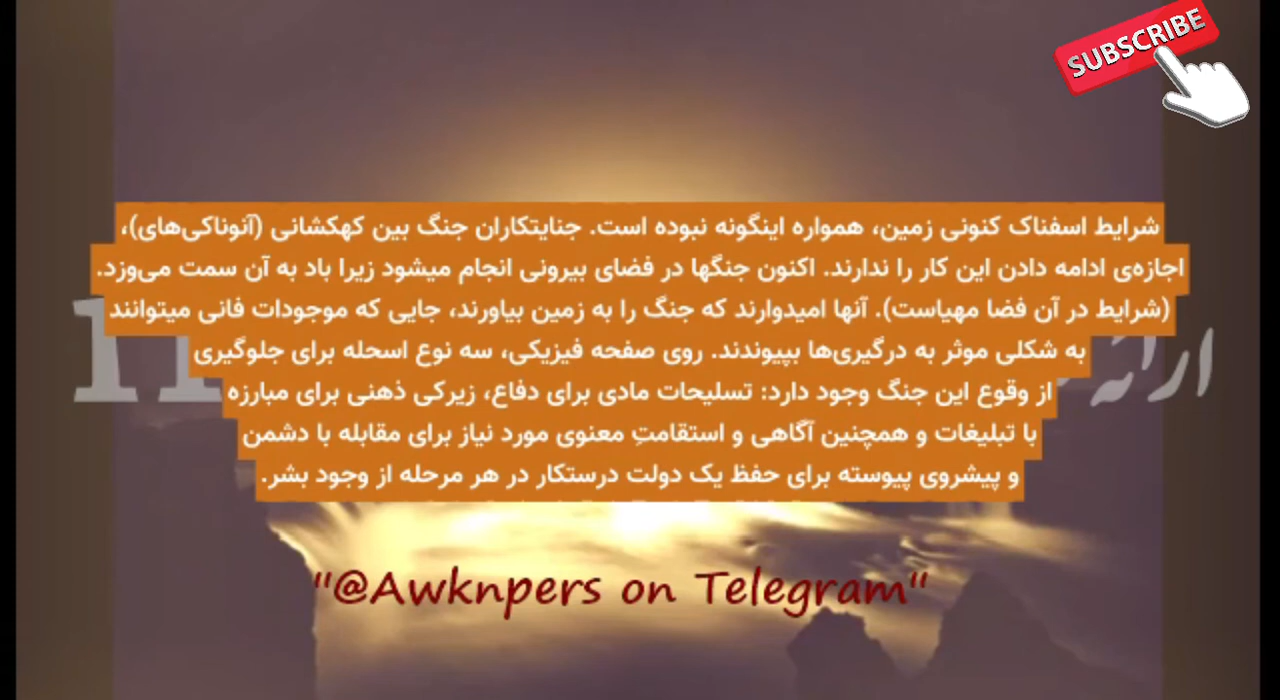 SUBSCRIBE
شرایط اسفناک کنونی زمین، همواره اینگونه نبوده است. جنایتکاران جنگ بین کهکشانی (آنوناکی‌های)،
اجازه‌ی ادامه دادن این کار را ندارند. اکنون جنگها در فضای بیرونی انجام میشود زیرا باد به آن سمت می‌وزد.
(شرایط در آن فضا مهیاست). آنها امیدوارند که جنگ را به زمین بیاورند، جایی که موجودات فانی میتوانند
به شکلی موثر به درگیری‌ها بپیوندند. روی صفحه فیزیکی، سه نوع اسحله برای جلوگیری
از وقوع این جنگ وجود دارد: تسلیحات مادی برای دفاع، زیرکی ذهنی برای مبارزه
با تبلیغات و همچنین آگاهی و استقامتِ معنوی مورد نیاز برای مقابله با دشمن
و پیشروی پیوسته برای حفظ یک دولت درستکار در هر مرحله از وجود بشر.
ارائه
"@Awknpers on Telegram"